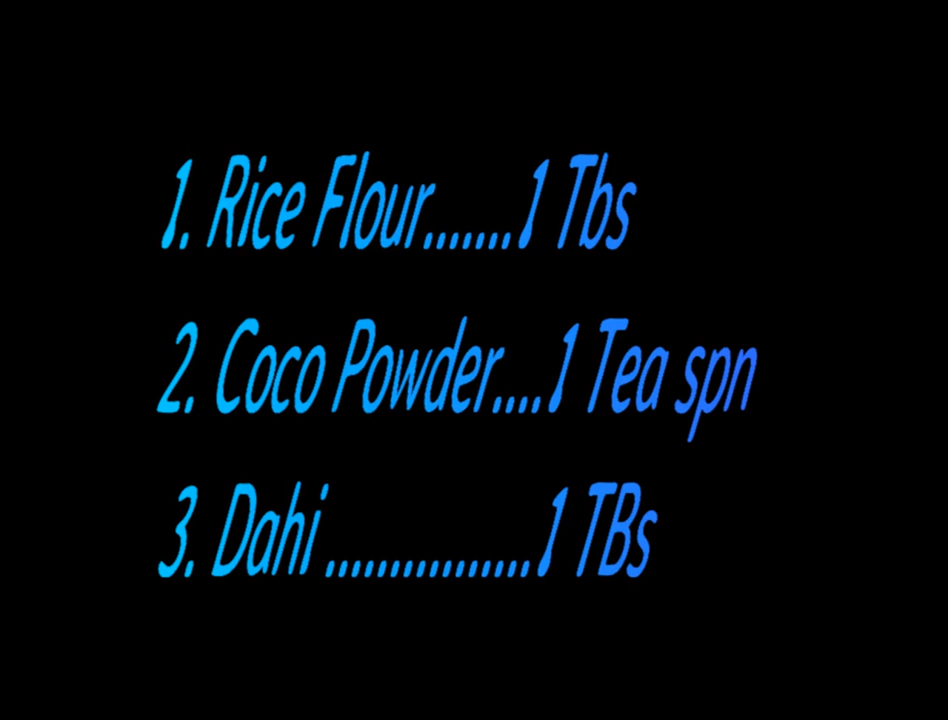 1. Rice Flour.......1 Tbs
2. Coco Powder....1 Tea spn
3. Dahi ................1 TBs